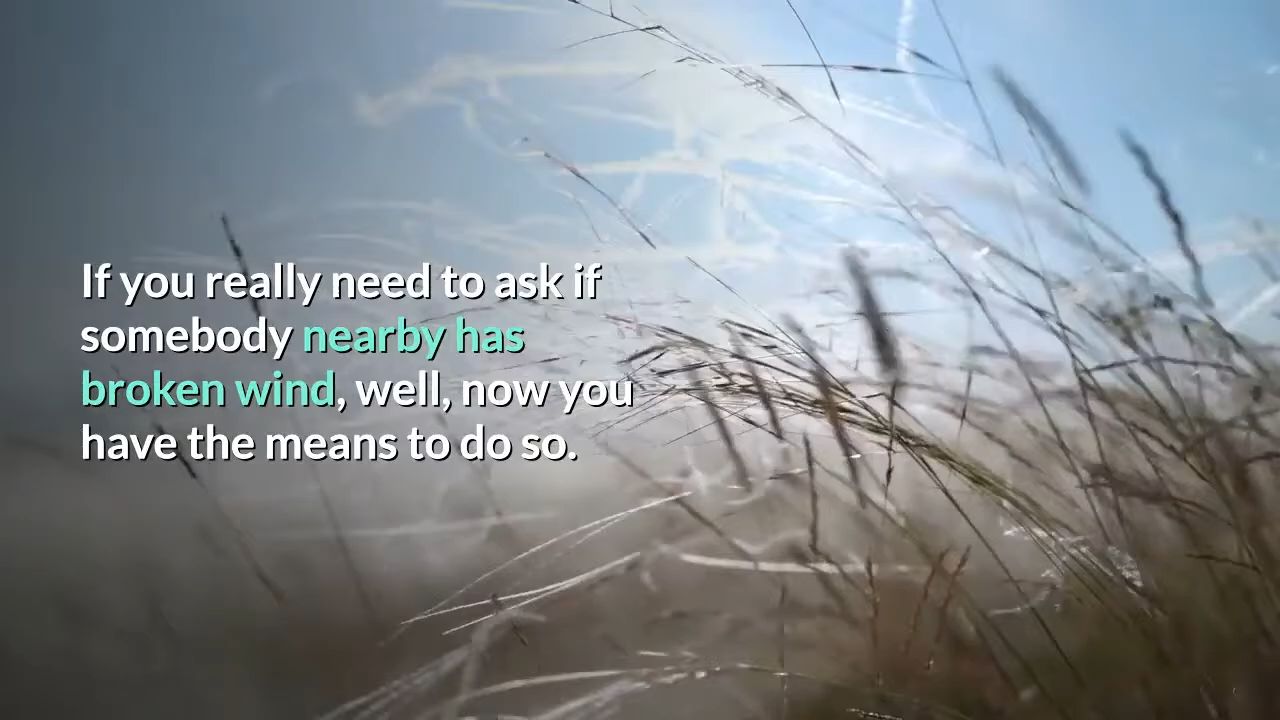 If you really need to ask if
somebody nearby has
broken wind, well, now you
have the means to do so.